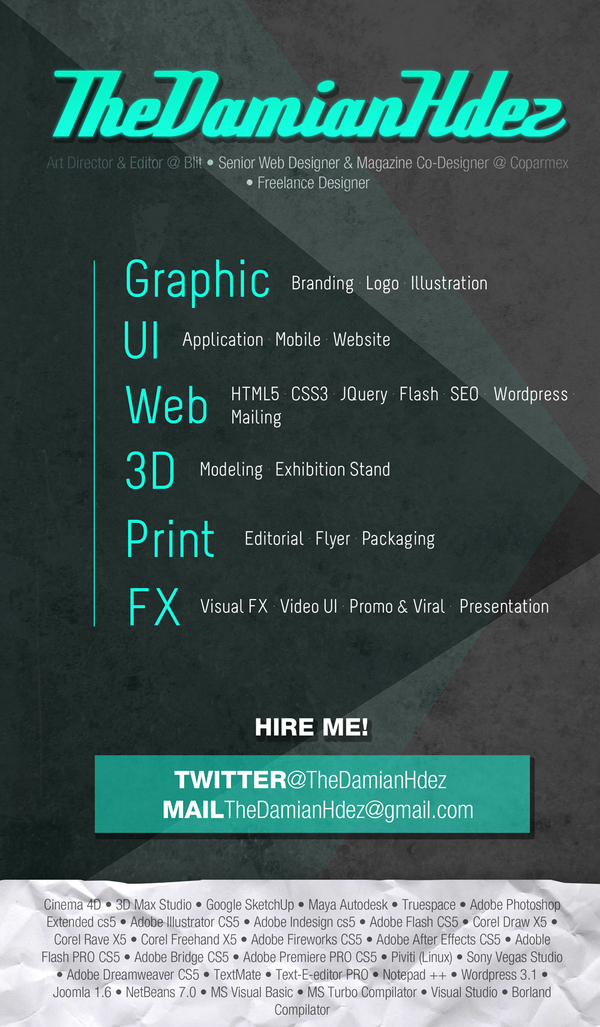 TheDamianHdez
Art Director & Editor @ Blit • Senior Web Designer & Magazine Co-Designer @ Coparmex
• Freelance Designer
Graphic Branding · Logo · Illustration
UI Application · Mobile · Website
Web HTML5 · CSS3 · JQuery · Flash · SEO · Wordpress
Mailing
3D Modeling · Exhibition Stand
Print Editorial · Flyer · Packaging
FX Visual FX · Video UI · Promo & Viral · Presentation
HIRE ME!
TWITTER@TheDamianHdez
MAILTheDamianHdez@gmail.com
Cinema 4D • 3D Max Studio • Google SketchUp • Maya Autodesk • Truespace • Adobe Photoshop
Extended cs5 • Adobe Illustrator CS5 • Adobe Indesign cs5 • Adobe Flash CS5 • Corel Draw X5 •
Corel Rave X5 • Corel Freehand X5 • Adobe Fireworks CS5 • Adobe After Effects CS5 • Adoble
Flash PRO CS5 • Adobe Bridge CS5 • Adobe Premiere PRO CS5 • Piviti (Linux) • Sony Vegas Studio
• Adobe Dreamweaver CS5 • TextMate • Text-E-editor PRO • Notepad ++ • Wordpress 3.1 •
Joomla 1.6 • NetBeans 7.0 • MS Visual Basic • MS Turbo Compilator • Visual Studio • Borland
Compilator